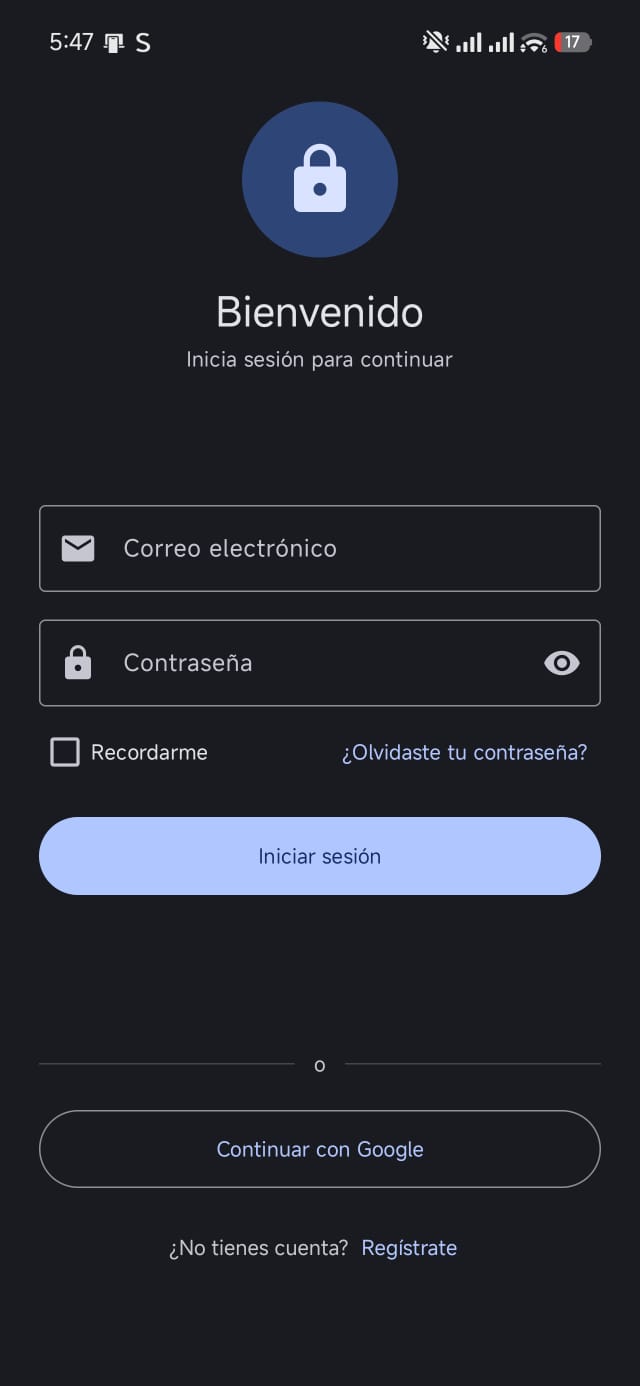 5:47 S 6 17
Bienvenido
Inicia sesión para continuar
Correo electrónico
Contraseña
Recordarme ¿Olvidaste tu contraseña?
Iniciar sesión
o
Continuar con Google
¿No tienes cuenta? Regístrate